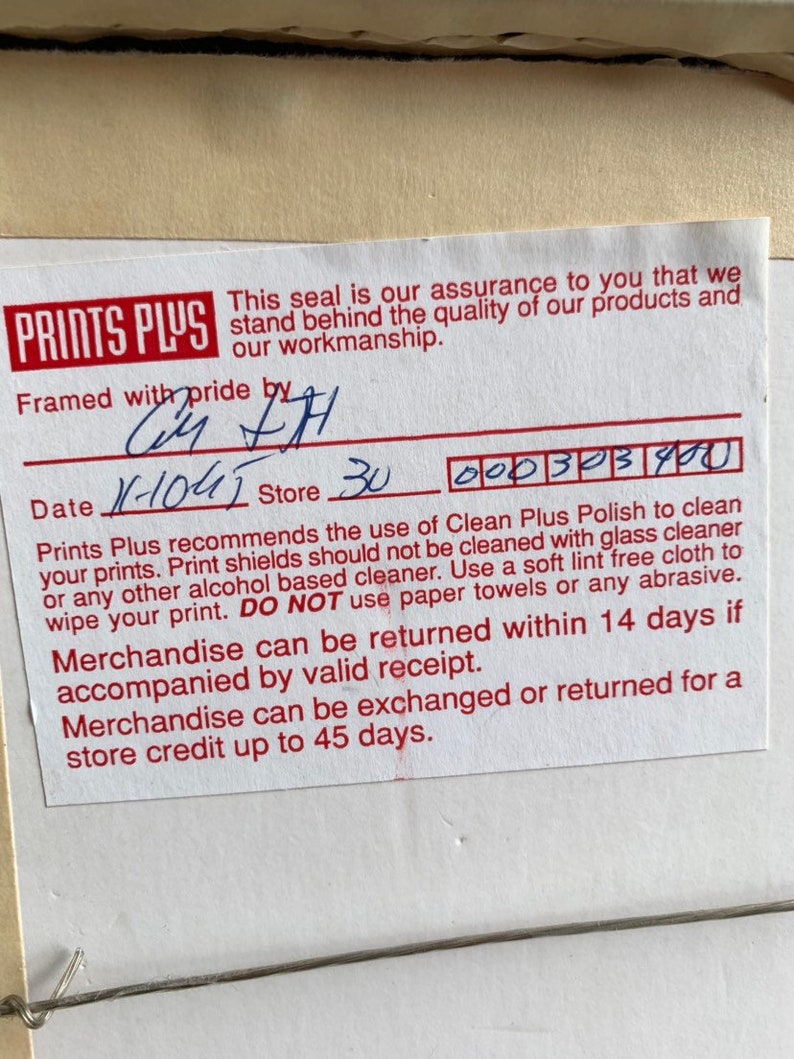 PRINTS PLUS
This seal is our assurance to you that we
stand behind the quality of our products and
our workmanship.
Framed with pride by
Date Store 30 000303400
Prints Plus recommends the use of Clean Plus Polish to clean
your prints. Print shields should not be cleaned with glass cleaner
or any other alcohol based cleaner. Use a soft lint free cloth to
wipe your print. DO NOT use paper towels or any abrasive.
Merchandise can be returned within 14 days if
accompanied by valid receipt.
Merchandise can be exchanged or returned for a
store credit up to 45 days.